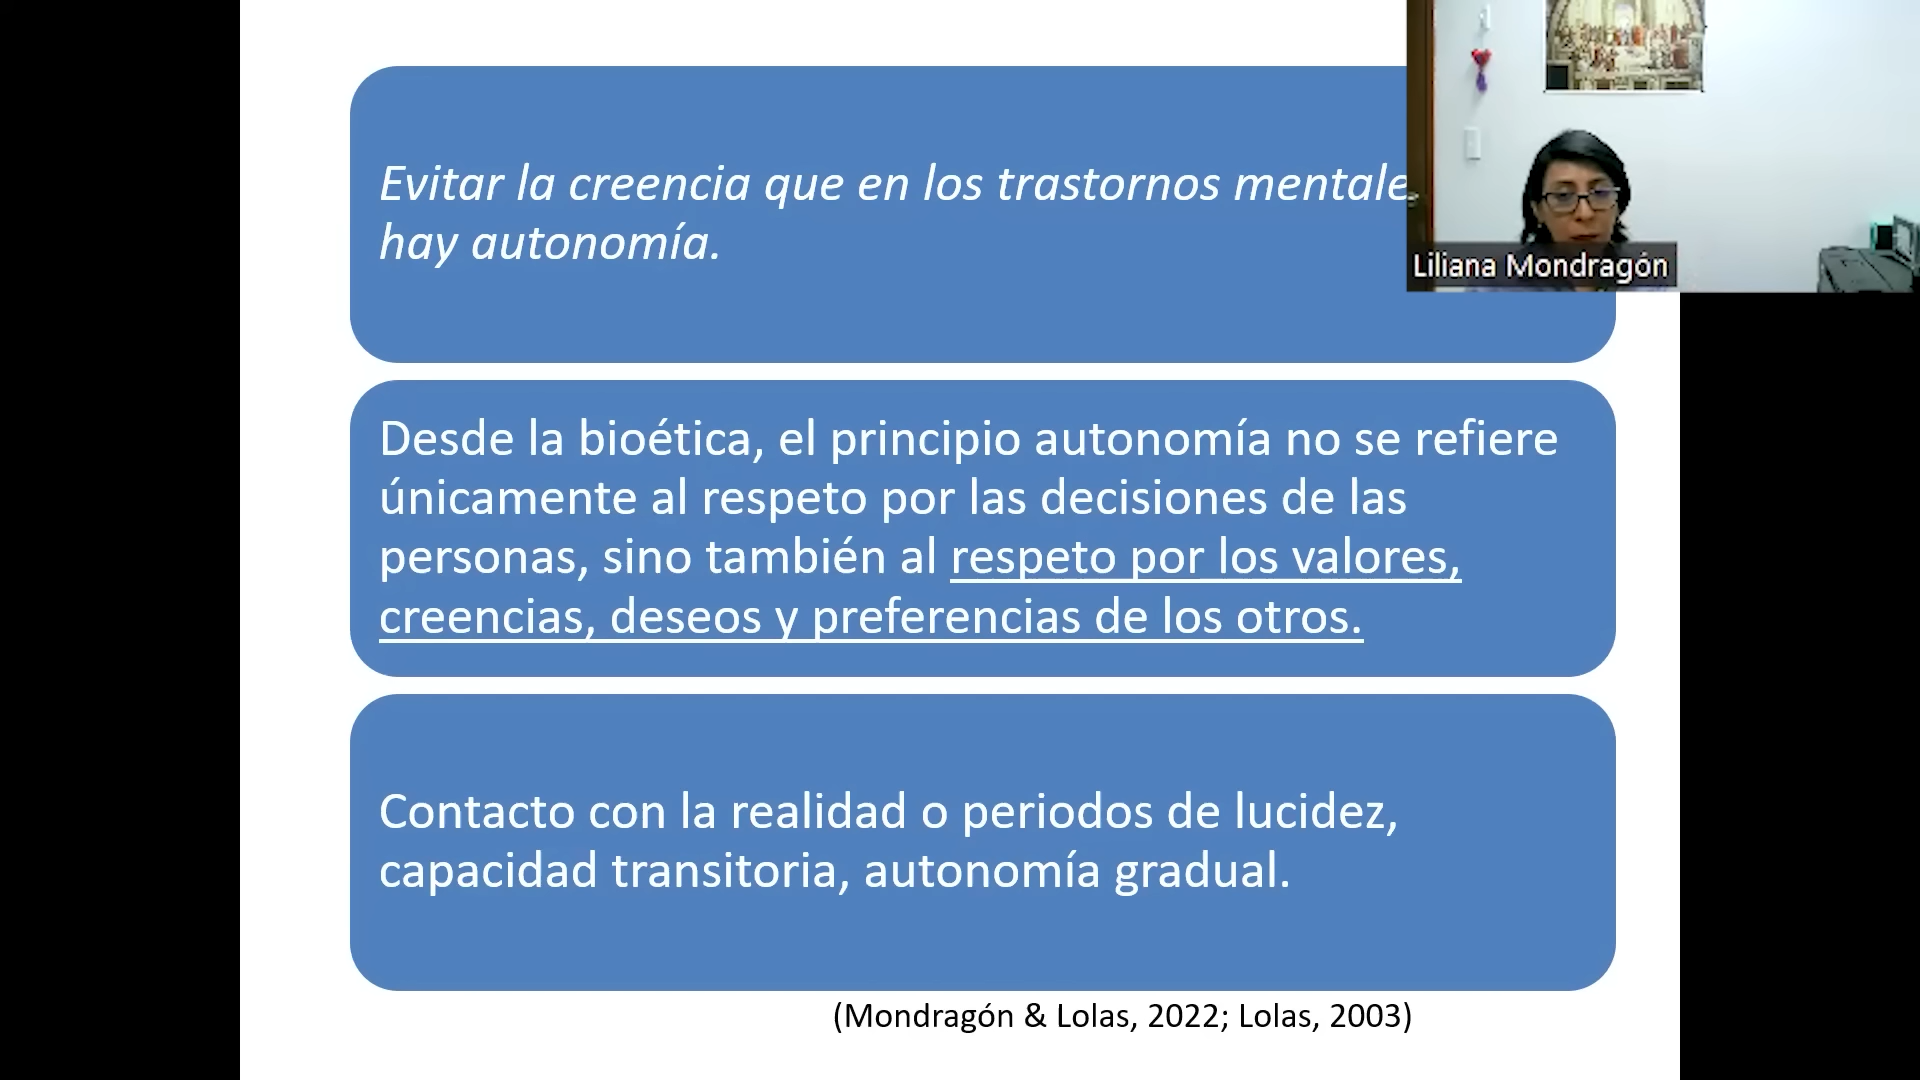 Evitar la creencia que en los trastornos mentale
hay autonomía.
Liliana Mondragón
Desde la bioética, el principio autonomía no se refiere
únicamente al respeto por las decisiones de las
personas, sino también al respeto por los valores,
creencias, deseos y preferencias de los otros.
Contacto con la realidad o periodos de lucidez,
capacidad transitoria, autonomía gradual.
(Mondragón & Lolas, 2022; Lolas, 2003)